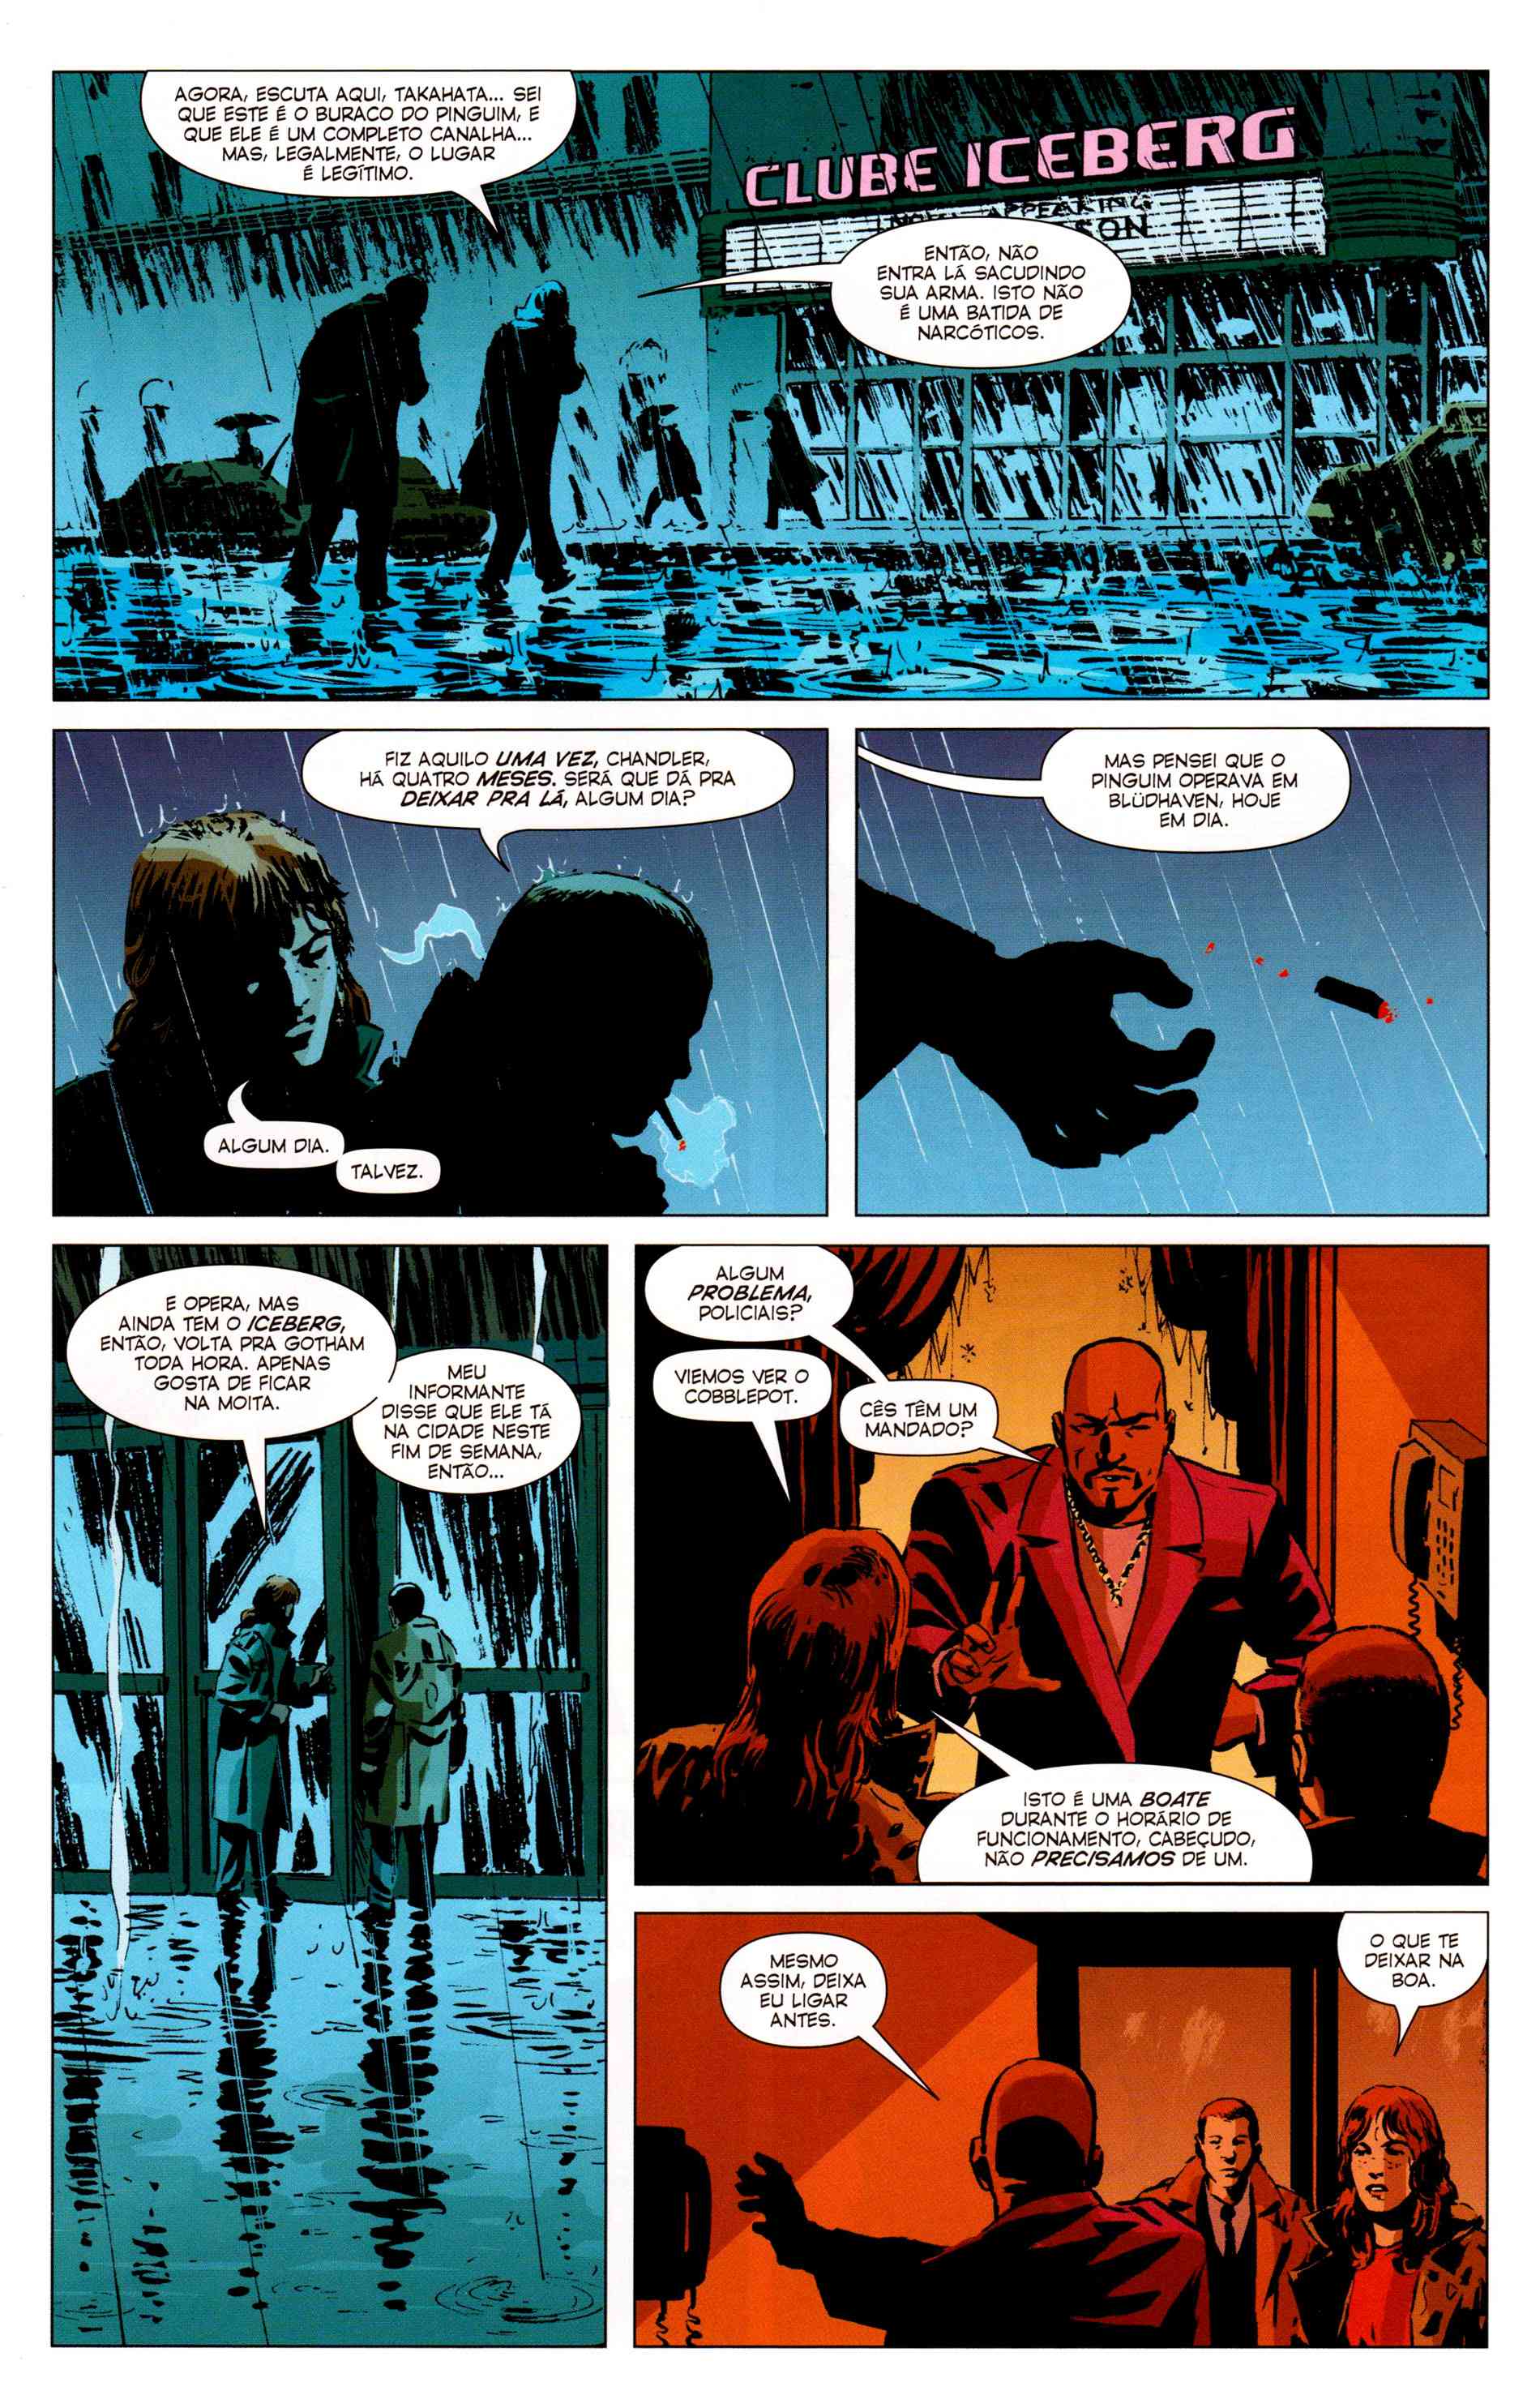 AGORA, ESCUTA AQUI, TAKAHATA... SEI
QUE ESTE É O BURACO DO PINGUIM, E
QUE ELE É UM COMPLETO CANALHA...
MAS, LEGALMENTE, O LUGAR
É LEGÍTIMO.
CLUBE ICEBERG
APPEARING
SON
ENTÃO, NÃO
ENTRA LÁ SACUDINDO
SUA ARMA. ISTO NÃO
É UMA BATIDA DE
NARCÓTICOS.
FIZ AQUILO UMA VEZ, CHANDLER,
HÁ QUATRO MESES. SERÁ QUE DÁ PRA
DEIXAR PRA LÁ, ALGUM DIA?
ALGUM DIA.
TALVEZ.
MAS PENSEI QUE O
PINGUIM OPERAVA EM
BLÜDHAVEN, HOJE
EM DIA.
E OPERA, MAS
AINDA TEM O ICEBERG,
ENTÃO, VOLTA PRA GOTHAM
TODA HORA. APENAS
GOSTA DE FICAR
NA MOITA.
MEU
INFORMANTE
DISSE QUE ELE TÁ
NA CIDADE NESTE
FIM DE SEMANA,
ENTÃO...
ALGUM
PROBLEMA,
POLICIAIS?
VIEMOS VER O
COBBLEPOT.
CÊS TÊM UM
MANDADO?
ISTO É UMA BOATE
DURANTE O HORÁRIO DE
FUNCIONAMENTO, CABEÇUDO,
NÃO PRECISAMOS DE UM.
MESMO
ASSIM, DEIXA
EU LIGAR
ANTES.
O QUE TE
DEIXAR NA
BOA.